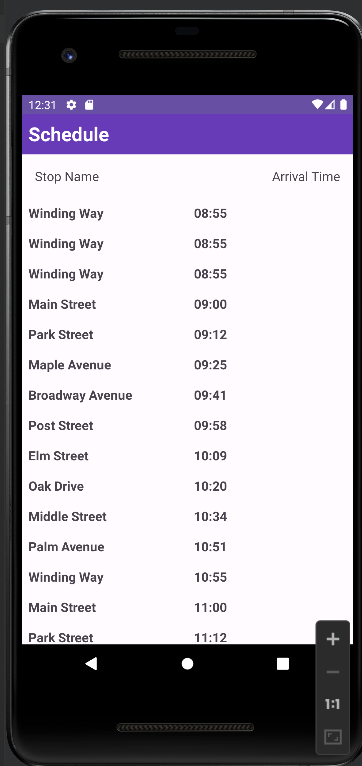 12:31
Schedule
Stop Name Arrival Time
Winding Way 08:55
Winding Way 08:55
Winding Way 08:55
Main Street 09:00
Park Street 09:12
Maple Avenue 09:25
Broadway Avenue 09:41
Post Street 09:58
Elm Street 10:09
Oak Drive 10:20
Middle Street 10:34
Palm Avenue 10:51
Winding Way 10:55
Main Street 11:00
Park Street 11:12
1:1